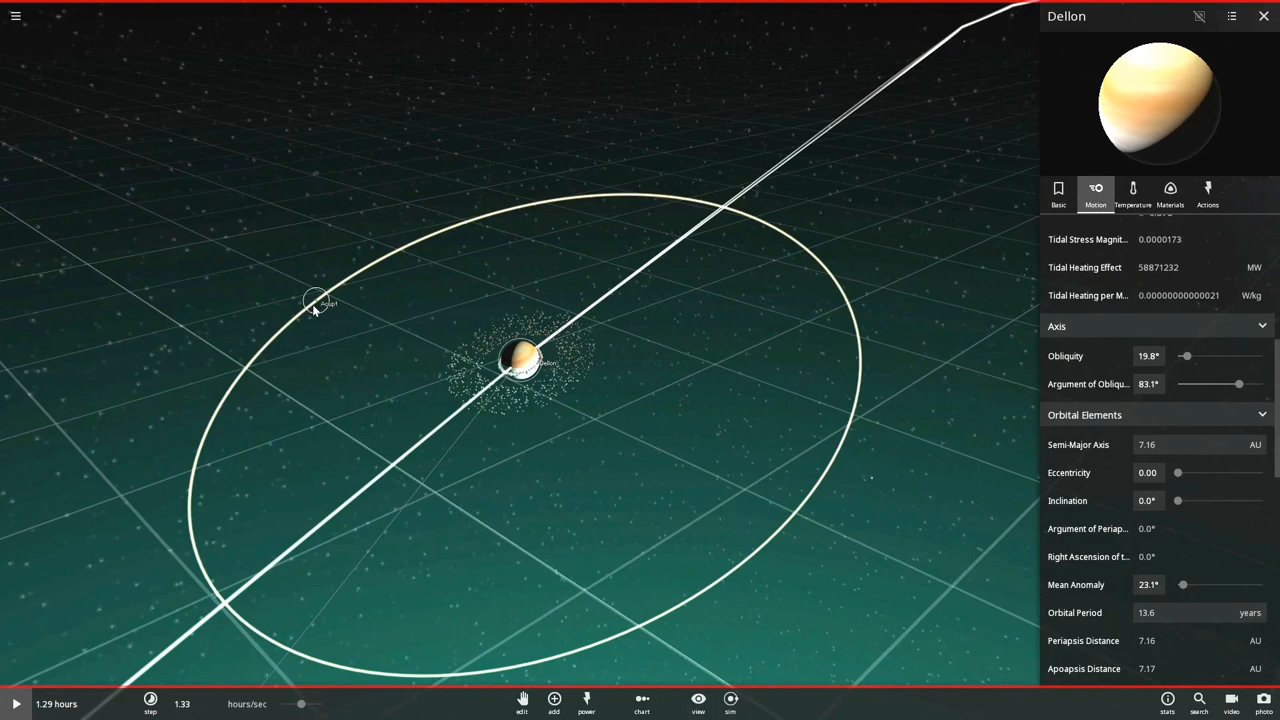 Dellon
Basic
Motion
Temperature
Materials
Actions
Tidal Stress Magnit... 0.0000173
Tidal Heating Effect 58871232 MW
Tidal Heating per M... 0.00000000000021 W/kg
Axis
Obliquity 19.8°
Argument of Obliqu... 83.1°
Orbital Elements
Semi-Major Axis 7.16 AU
Eccentricity 0.00
Inclination 0.0°
Argument of Periap... 0.0°
Right Ascension of t... 0.0°
Mean Anomaly 23.1°
Orbital Period 13.6 years
Periapsis Distance 7.16 AU
Apoapsis Distance 7.17 AU
Dellon
1.29 hours
step
1.33 hours/sec
edit
add
power
chart
view
sim
stats
search
video
photo